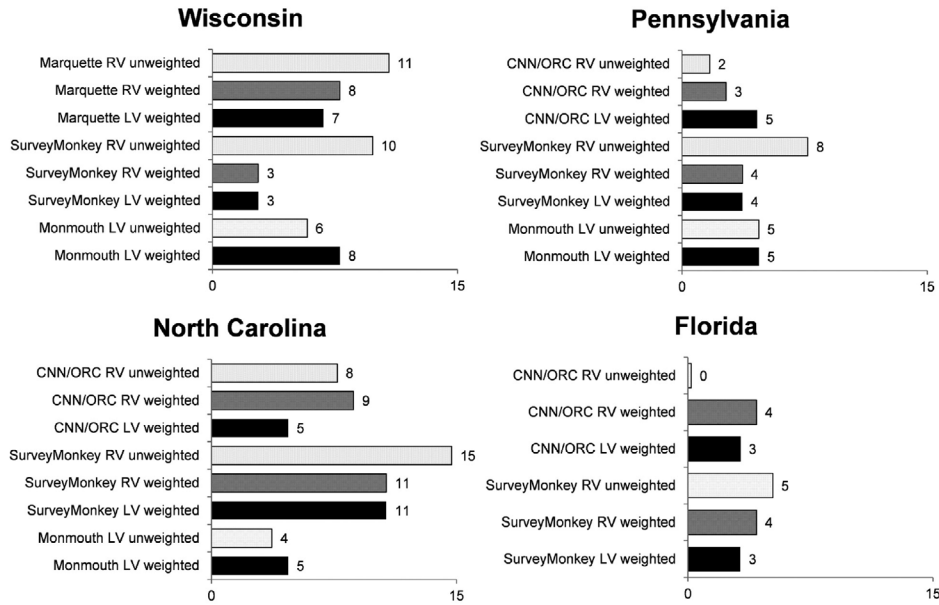 Wisconsin
Marquette RV unweighted 11
Marquette RV weighted 8
Marquette LV weighted 7
SurveyMonkey RV unweighted 10
SurveyMonkey RV weighted 3
SurveyMonkey LV weighted 3
Monmouth LV unweighted 6
Monmouth LV weighted 8
0 15
Pennsylvania
CNN/ORC RV unweighted 2
CNN/ORC RV weighted 3
CNN/ORC LV weighted 5
SurveyMonkey RV unweighted 8
SurveyMonkey RV weighted 4
SurveyMonkey LV weighted 4
Monmouth LV unweighted 5
Monmouth LV weighted 5
0 15
North Carolina
CNN/ORC RV unweighted 8
CNN/ORC RV weighted 9
CNN/ORC LV weighted 5
SurveyMonkey RV unweighted 15
SurveyMonkey RV weighted 11
SurveyMonkey LV weighted 11
Monmouth LV unweighted 4
Monmouth LV weighted 5
0 15
Florida
CNN/ORC RV unweighted 0
CNN/ORC RV weighted 4
CNN/ORC LV weighted 3
SurveyMonkey RV unweighted 5
SurveyMonkey RV weighted 4
SurveyMonkey LV weighted 3
0 15